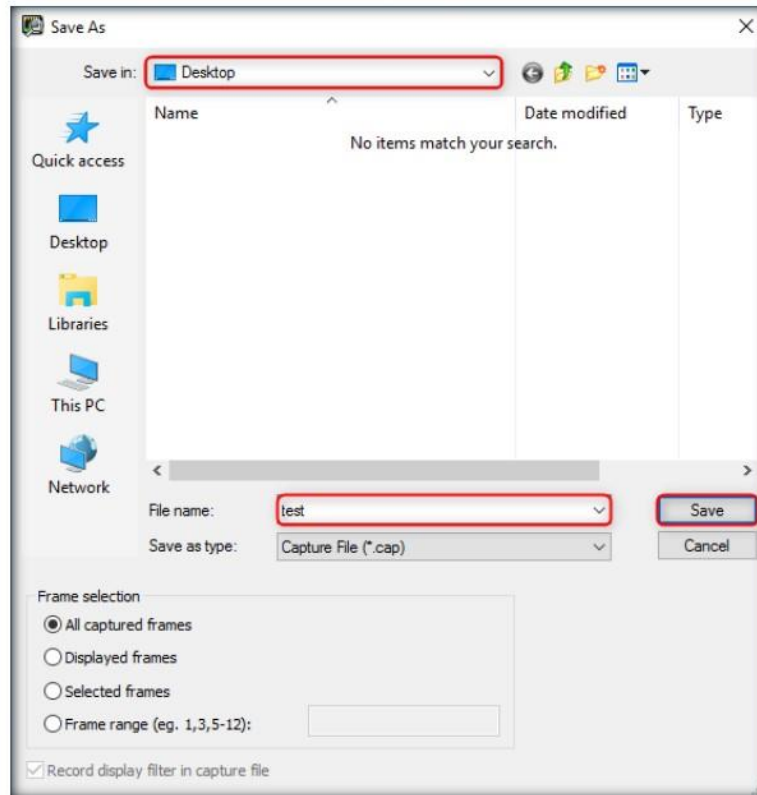 Save As
Save in: Desktop
Name Date modified Type
No items match your search.
Quick access
Desktop
Libraries
This PC
Network
File name: test Save
Save as type: Capture File (*.cap) Cancel
Frame selection
All captured frames
Displayed frames
Selected frames
Frame range (eg. 1,3,5-12):
Record display filter in capture file